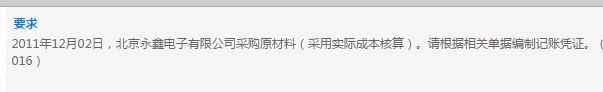 要求
2011年12月02日，北京永鑫电子有限公司采购原材料（采用实际成本核算）。请根据相关单据编制记账凭证。（
016）